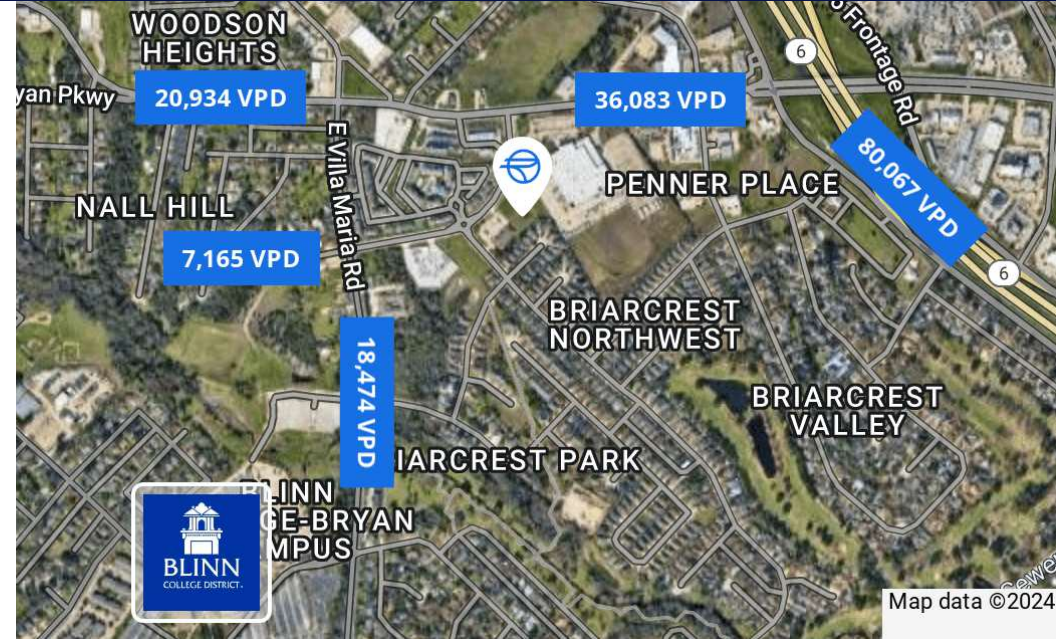 WOODSON
HEIGHTS
yan Pkwy
20,934 VPD
36,083 VPD
6
Frontage Rd
80,067 VPD
E Villa Maria Rd
PENNER PLACE
NALL HILL
7,165 VPD
6
BRIARCREST
NORTHWEST
18,474 VPD
BRIARCREST
VALLEY
IARCREST PARK
BLINN
GE-BRYAN
MPUS
BLINN
COLLEGE DISTRICT.
Map data ©2024